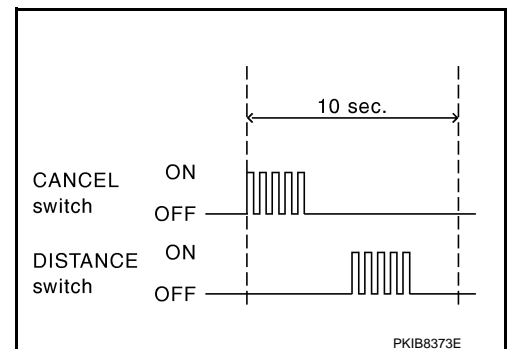 10 sec.
CANCEL ON
switch OFF
DISTANCE ON
switch OFF
PKIB8373E